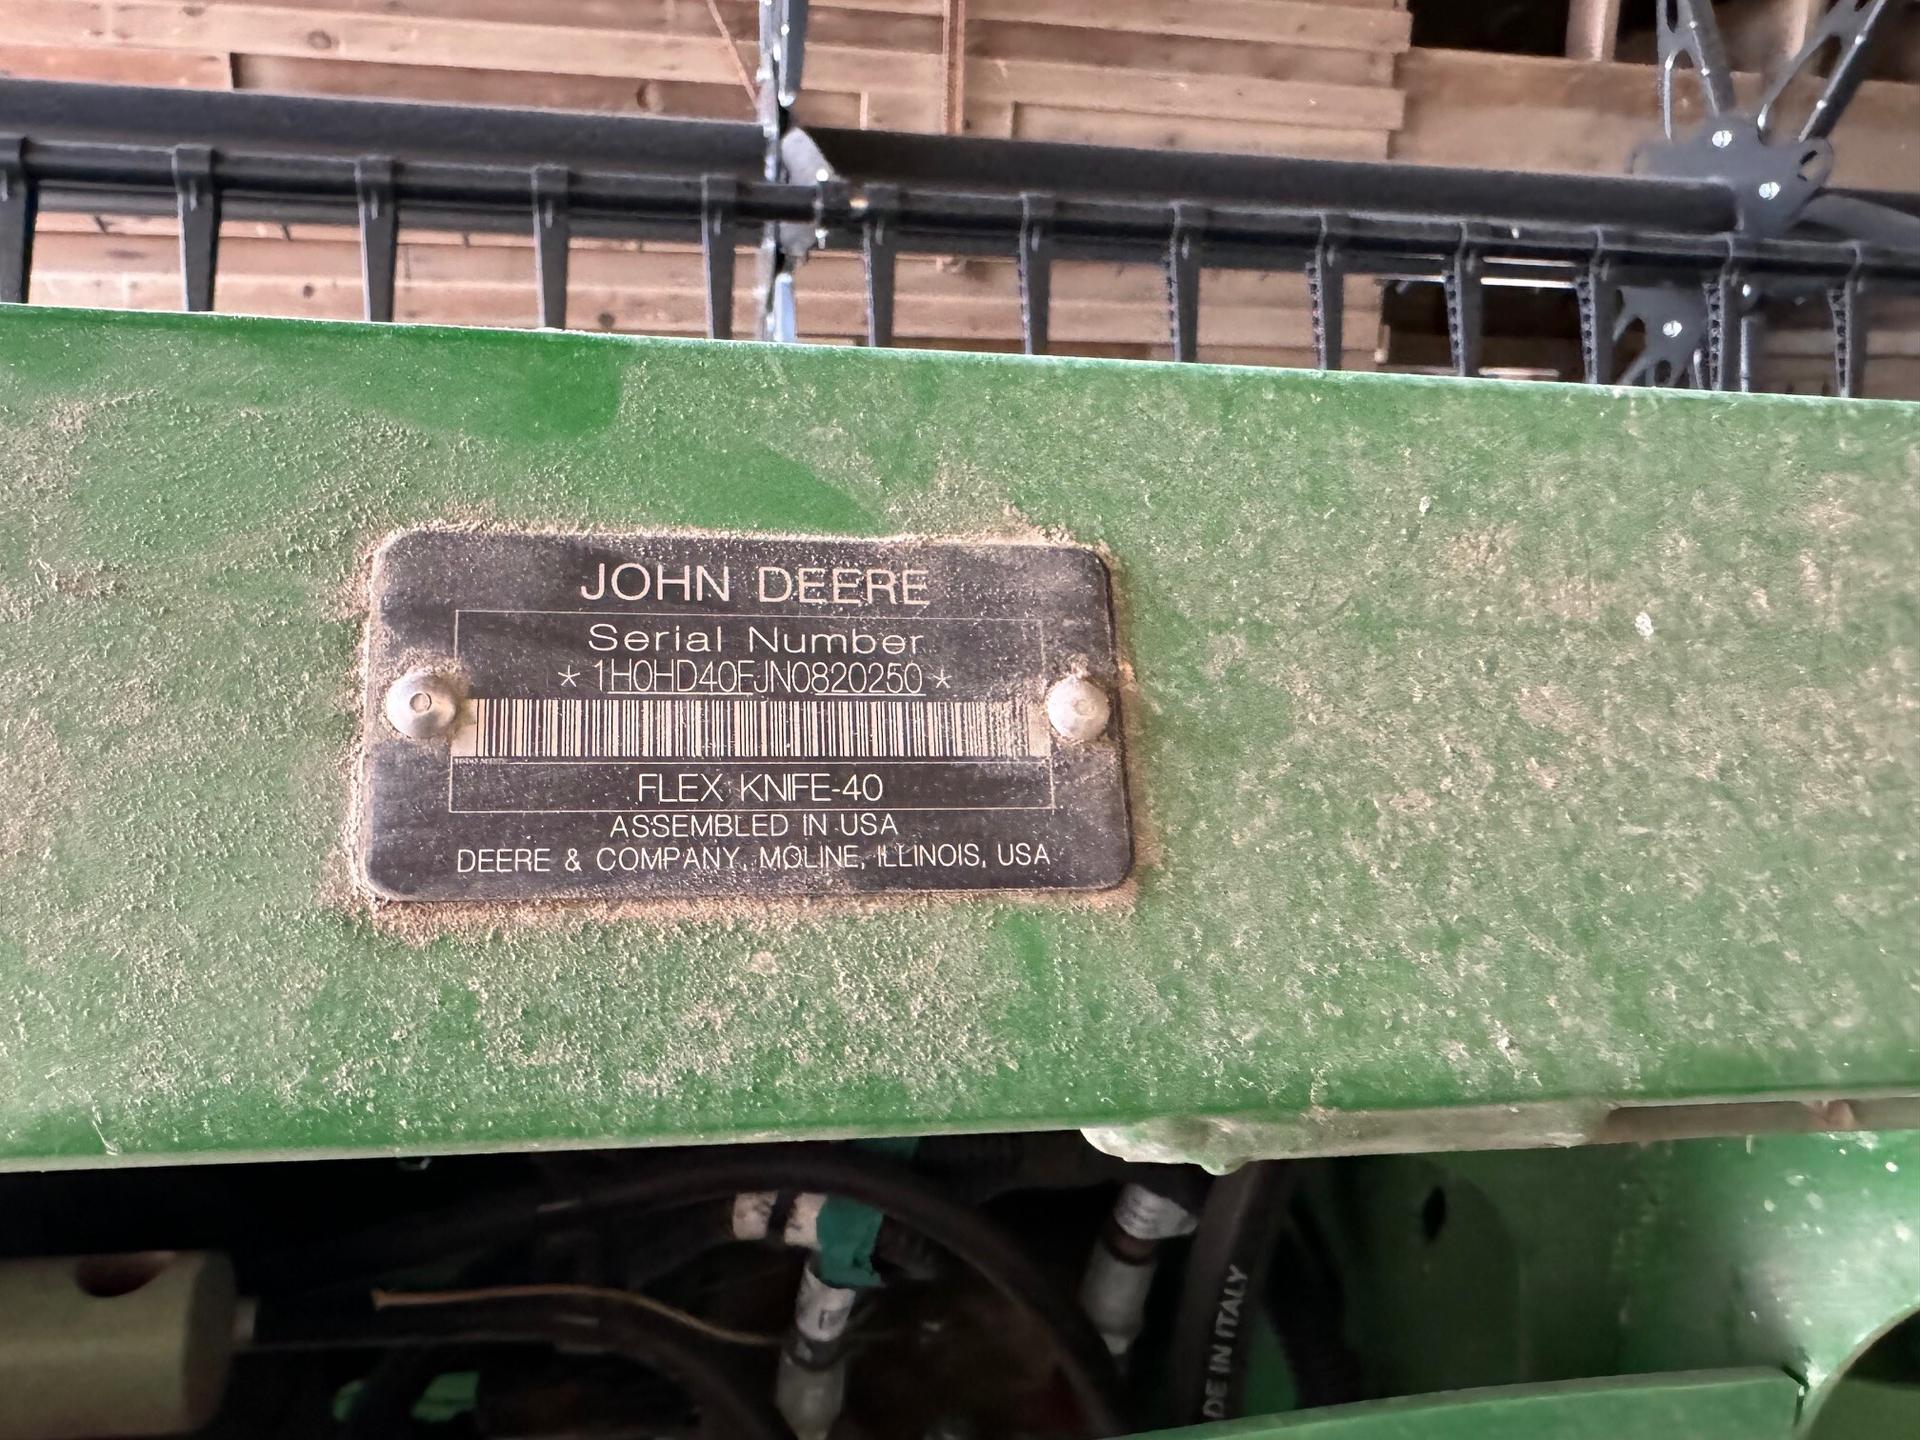 JOHN DEERE
Serial Number
* 1H0HD40FJN0820250 *
FLEX KNIFE-40
ASSEMBLED IN USA
DEERE & COMPANY, MOLINE, ILLINOIS, USA
DE IN ITALY